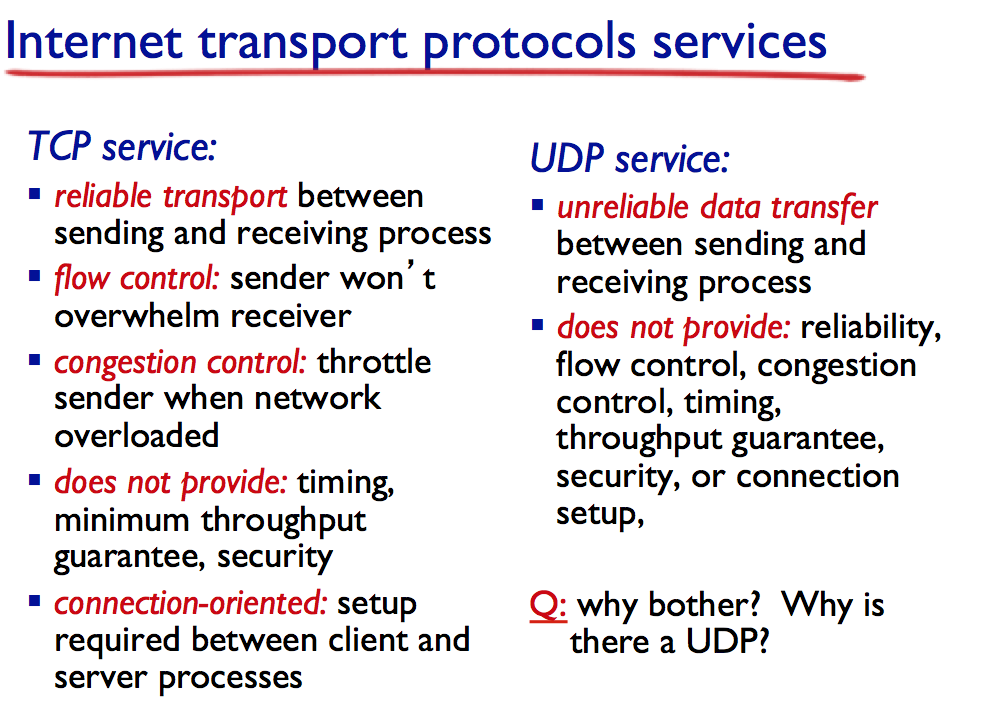 Internet transport protocols services
TCP service:
▪ reliable transport between
sending and receiving process
▪ flow control: sender won’t
overwhelm receiver
▪ congestion control: throttle
sender when network
overloaded
▪ does not provide: timing,
minimum throughput
guarantee, security
▪ connection-oriented: setup
required between client and
server processes
UDP service:
▪ unreliable data transfer
between sending and
receiving process
▪ does not provide: reliability,
flow control, congestion
control, timing,
throughput guarantee,
security, or connection
setup,
Q: why bother? Why is
there a UDP?